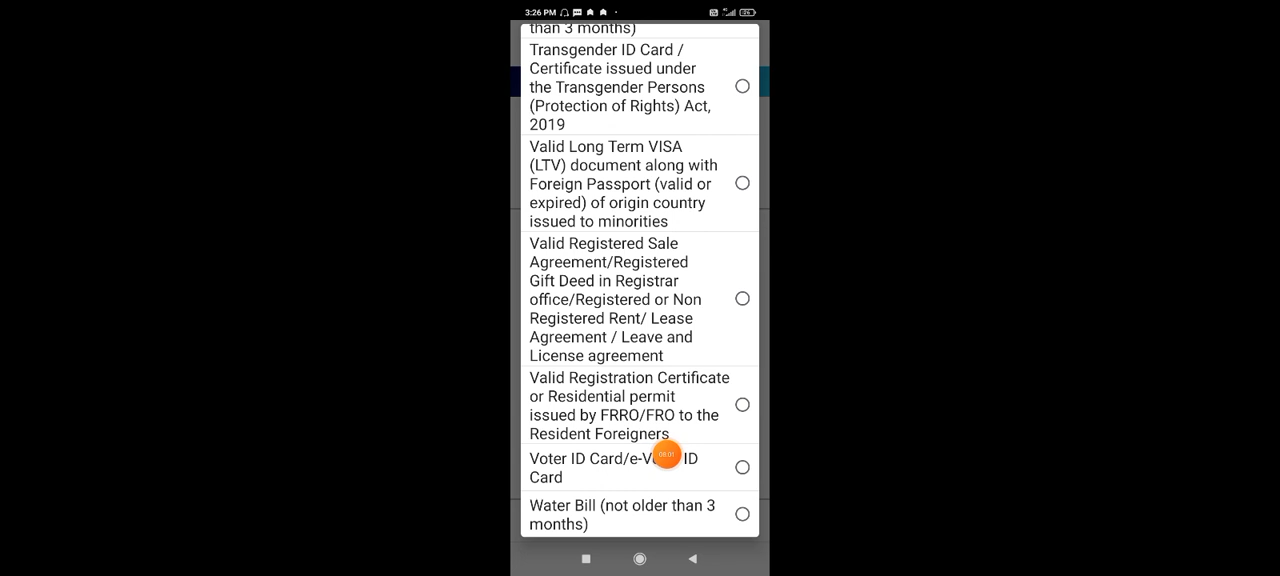 3:26 PM
than 3 months)
Transgender ID Card /
Certificate issued under
the Transgender Persons
(Protection of Rights) Act,
2019
Valid Long Term VISA
(LTV) document along with
Foreign Passport (valid or
expired) of origin country
issued to minorities
Valid Registered Sale
Agreement/Registered
Gift Deed in Registrar
office/Registered or Non
Registered Rent/ Lease
Agreement / Leave and
License agreement
Valid Registration Certificate
or Residential permit
issued by FRRO/FRO to the
Resident Foreigners
Voter ID Card/e-V ID
Card
Water Bill (not older than 3
months)